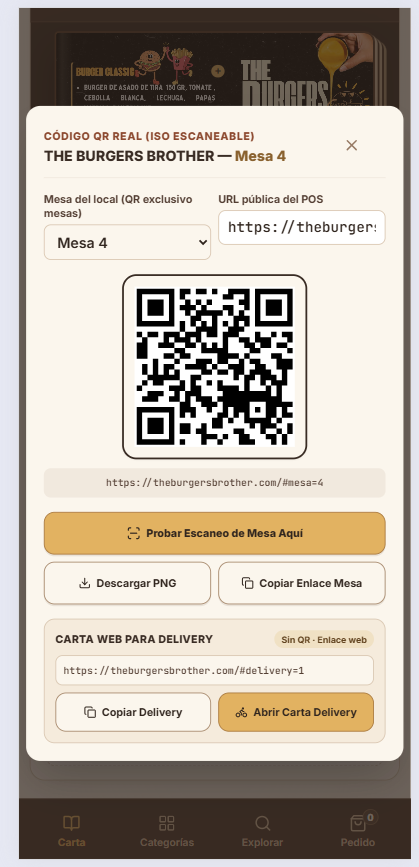 BURGER CLASSIC
• BURGER DE ASADO DE TIRA 150 GR, TOMATE,
CEBOLLA BLANCA, LECHUGA, PAPAS
THE
BURGERS
CÓDIGO QR REAL (ISO ESCANEABLE)
THE BURGERS BROTHER — Mesa 4
Mesa del local (QR exclusivo
mesas)
URL pública del POS
Mesa 4
https://theburgers
https://theburgersbrother.com/#mesa=4
Probar Escaneo de Mesa Aquí
Descargar PNG
Copiar Enlace Mesa
CARTA WEB PARA DELIVERY
Sin QR · Enlace web
https://theburgersbrother.com/#delivery=1
Copiar Delivery
Abrir Carta Delivery
0
Carta
Categorías
Explorar
Pedido